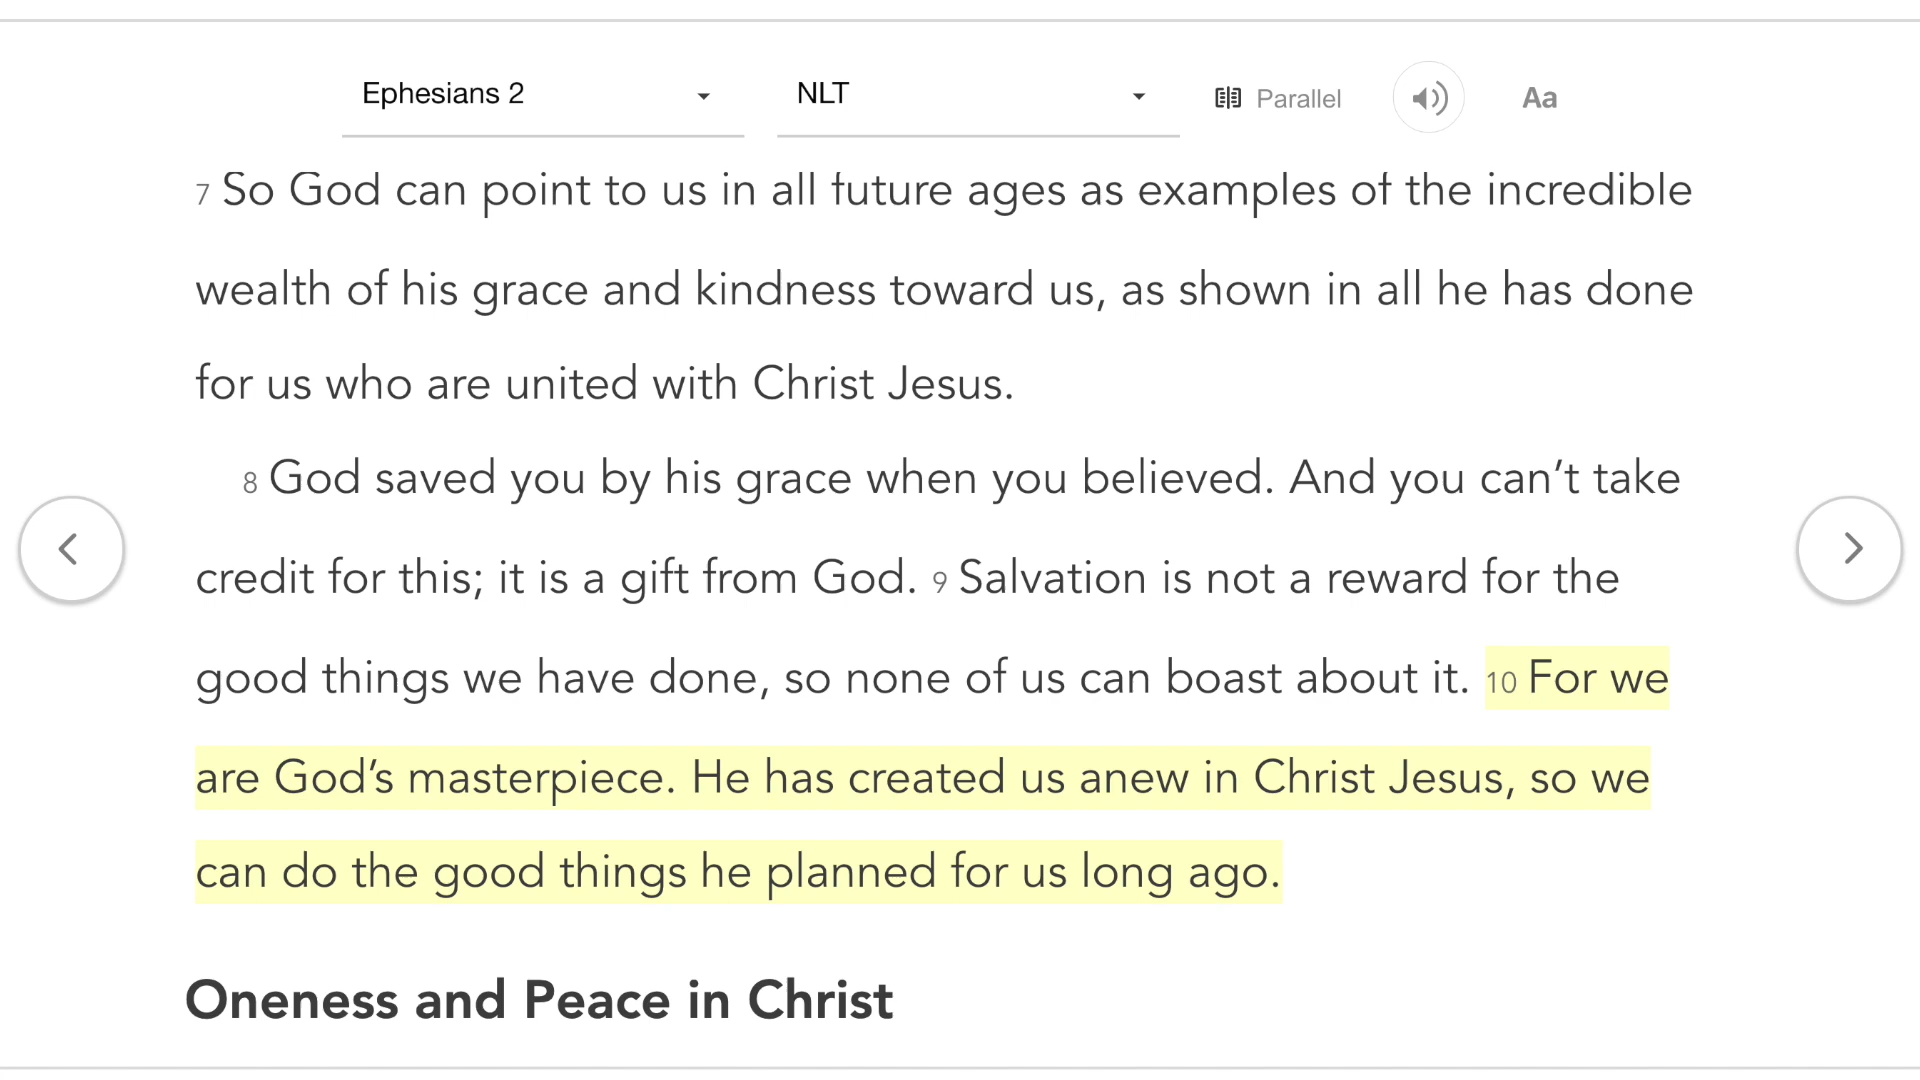 Ephesians 2
NLT
Parallel
Aa
7 So God can point to us in all future ages as examples of the incredible
wealth of his grace and kindness toward us, as shown in all he has done
for us who are united with Christ Jesus.
8 God saved you by his grace when you believed. And you can’t take
credit for this; it is a gift from God. 9 Salvation is not a reward for the
good things we have done, so none of us can boast about it. 10 For we
are God’s masterpiece. He has created us anew in Christ Jesus, so we
can do the good things he planned for us long ago.
Oneness and Peace in Christ